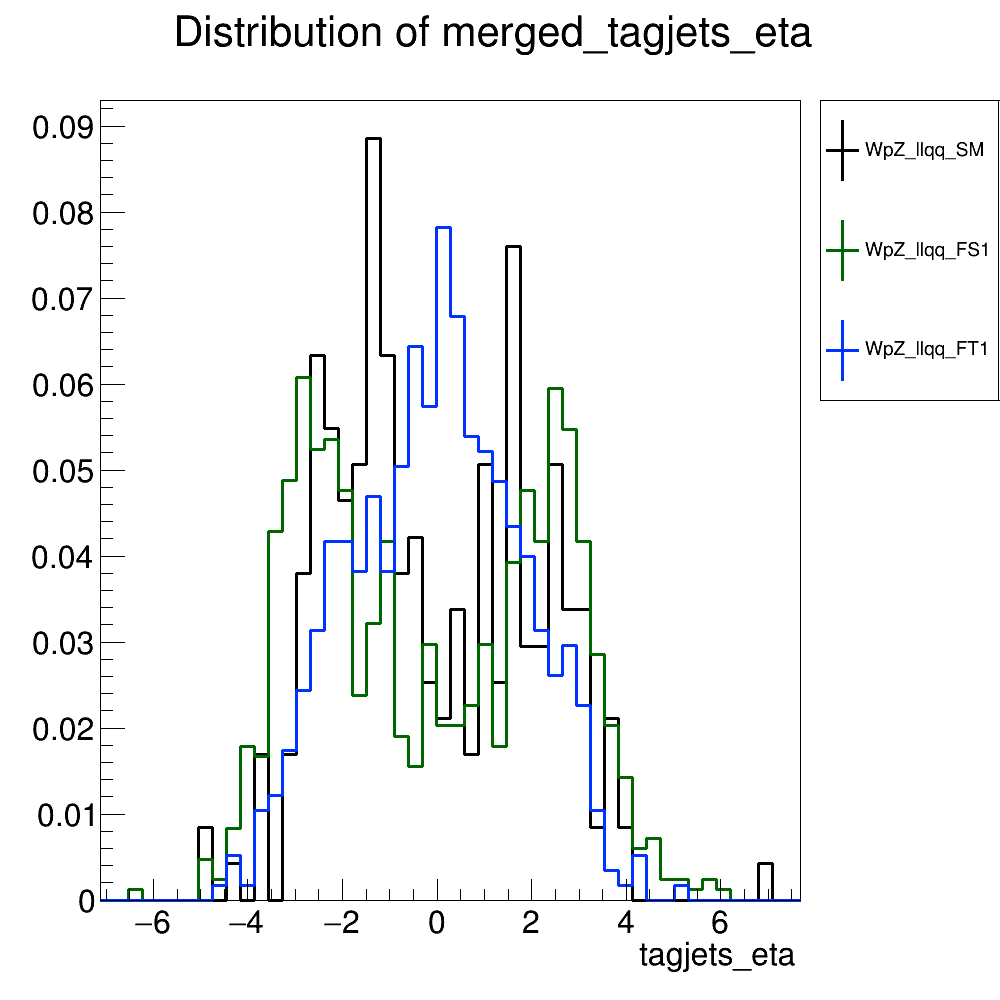 Distribution of merged_tagjets_eta
0.09
0.08
0.07
0.06
0.05
0.04
0.03
0.02
0.01
0
−6 −4 −2 0 2 4 6
tagjets_eta
WpZ_llqq_SM
WpZ_llqq_FS1
WpZ_llqq_FT1